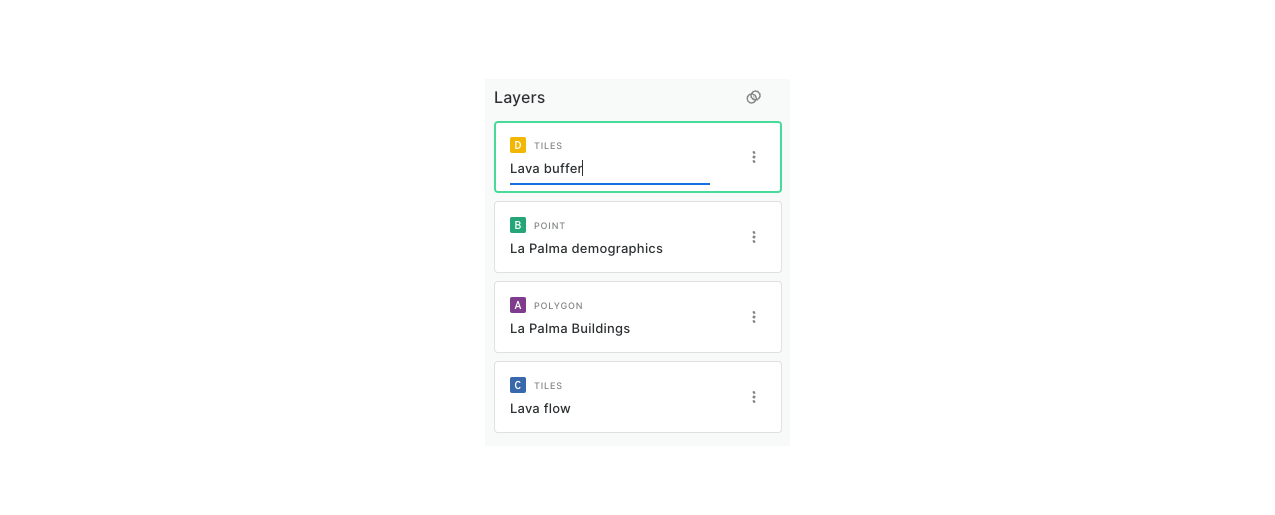 Layers
D TILES
Lava buffer
B POINT
La Palma demographics
A POLYGON
La Palma Buildings
C TILES
Lava flow